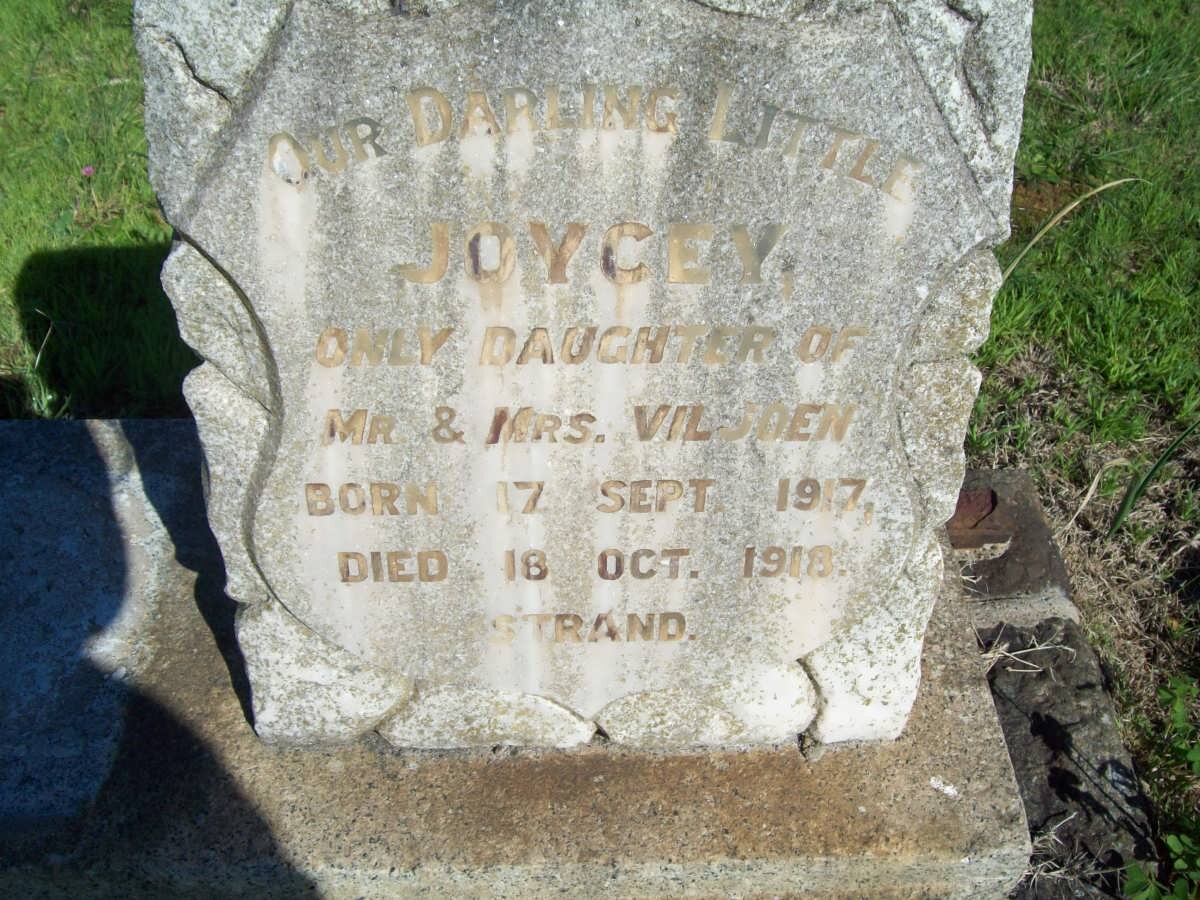 OUR DARLING LITTLE
JOYCEY,
ONLY DAUGHTER OF
MR & MRS. VILJOEN
BORN 17 SEPT. 1917,
DIED 18 OCT. 1918.
STRAND.